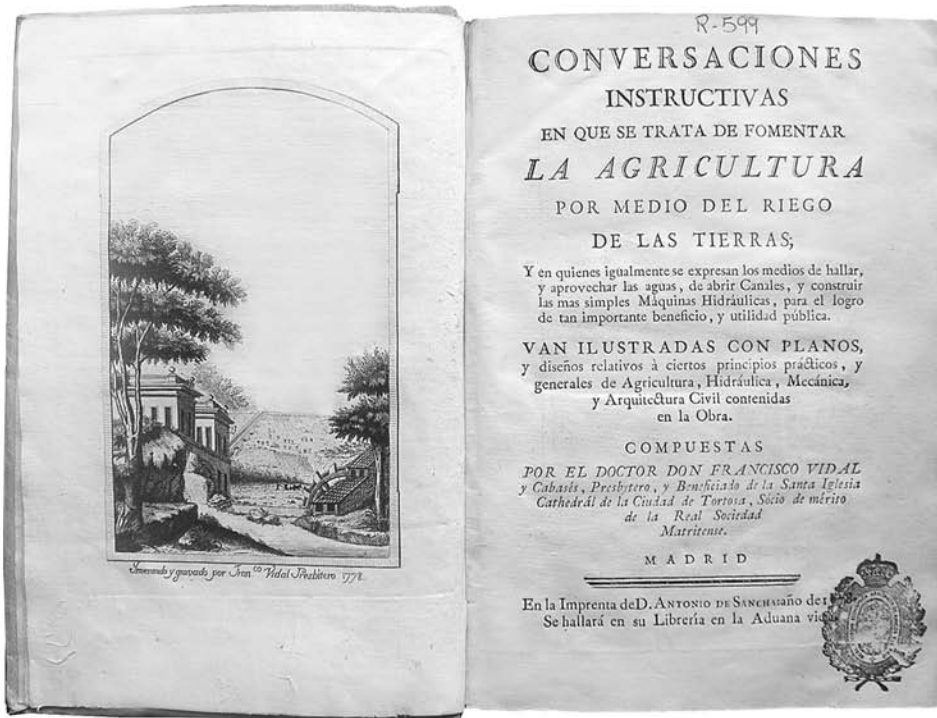 Inventado y gravado por Fran.co Vidal Presbitero 1778.
R-599
CONVERSACIONES
INSTRUCTIVAS
EN QUE SE TRATA DE FOMENTAR
LA AGRICULTURA
POR MEDIO DEL RIEGO
DE LAS TIERRAS;
Y en quienes igualmente se expresan los medios de hallar,
y aprovechar las aguas, de abrir Canales, y construir
las mas simples Máquinas Hidráulicas, para el logro
de tan importante beneficio, y utilidad pública.
VAN ILUSTRADAS CON PLANOS,
y diseños relativos à ciertos principios prácticos, y
generales de Agricultura, Hidráulica, Mecánica,
y Arquitectura Civil contenidas
en la Obra.
COMPUESTAS
POR EL DOCTOR DON FRANCISCO VIDAL
y Cabasés, Presbytero, y Beneficiado de la Santa Iglesia
Cathedrál de la Ciudad de Tortosa, Sócio de mérito
de la Real Sociedad
Matritense.
MADRID
En la Imprenta de D. ANTONIO DE SANCHA: año de
Se hallará en su Librería en la Aduana